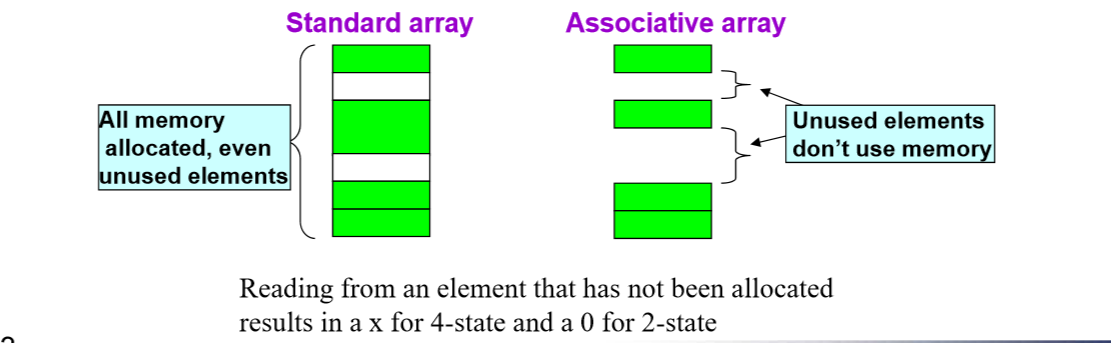 Standard array
Associative array
All memory
allocated, even
unused elements
Unused elements
don't use memory
Reading from an element that has not been allocated
results in a x for 4-state and a 0 for 2-state